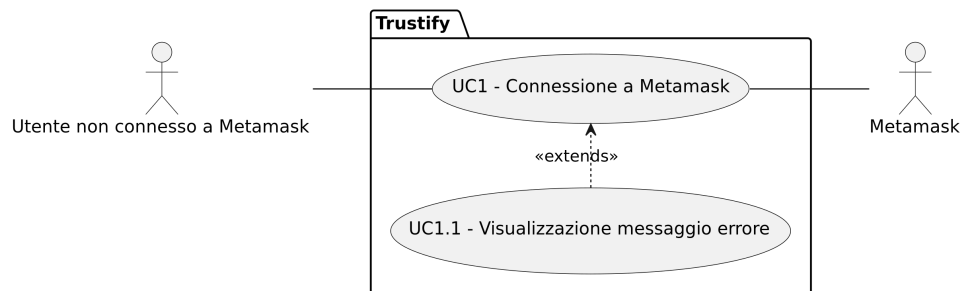 Trustify
UC1 - Connessione a Metamask
Utente non connesso a Metamask
Metamask
«extends»
UC1.1 - Visualizzazione messaggio errore